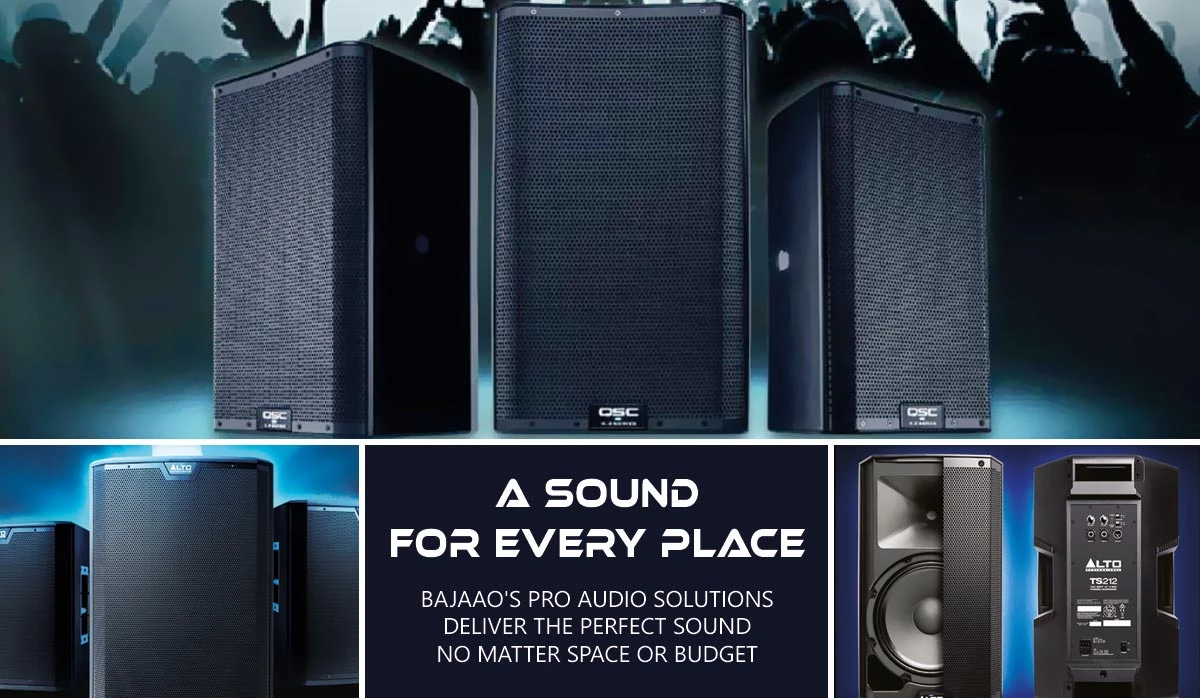 QSC
QSC
QSC
ALTO
A SOUND
FOR EVERY PLACE
BAJAAO'S PRO AUDIO SOLUTIONS
DELIVER THE PERFECT SOUND
NO MATTER SPACE OR BUDGET
ALTO
TS212
ALTO